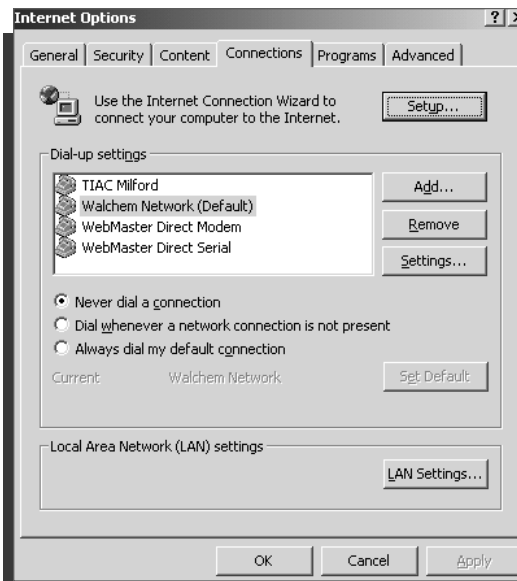 Internet Options
? X
General Security Content Connections Programs Advanced
Use the Internet Connection Wizard to
connect your computer to the Internet.
Setup...
Dial-up settings
TIAC Milford
Walchem Network (Default)
WebMaster Direct Modem
WebMaster Direct Serial
Add...
Remove
Settings...
Never dial a connection
Dial whenever a network connection is not present
Always dial my default connection
Current Walchem Network Set Default
Local Area Network (LAN) settings
LAN Settings...
OK Cancel Apply